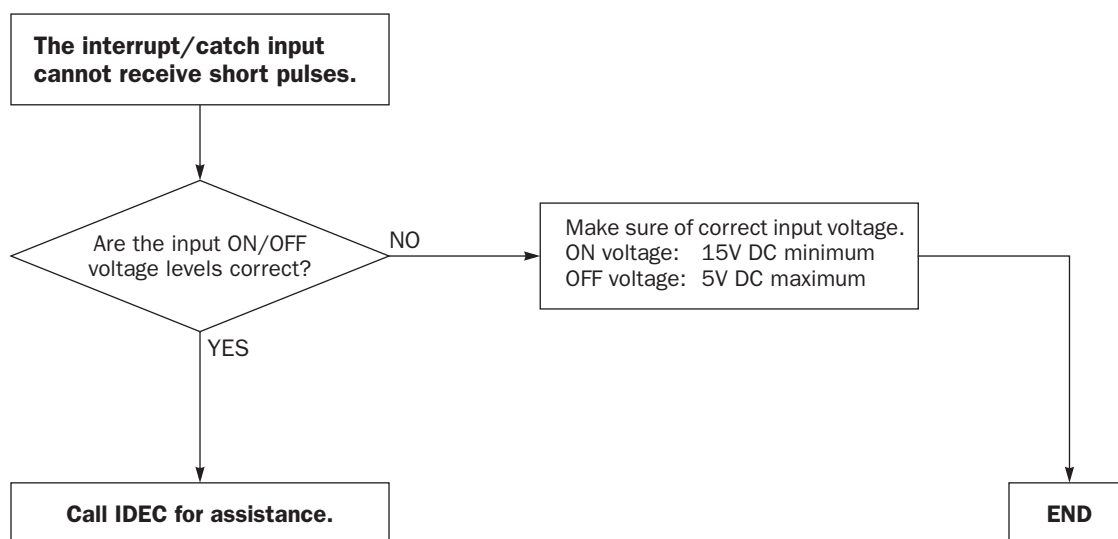 The interrupt/catch input
cannot receive short pulses.
Are the input ON/OFF
voltage levels correct?
NO
Make sure of correct input voltage.
ON voltage: 15V DC minimum
OFF voltage: 5V DC maximum
YES
Call IDEC for assistance.
END